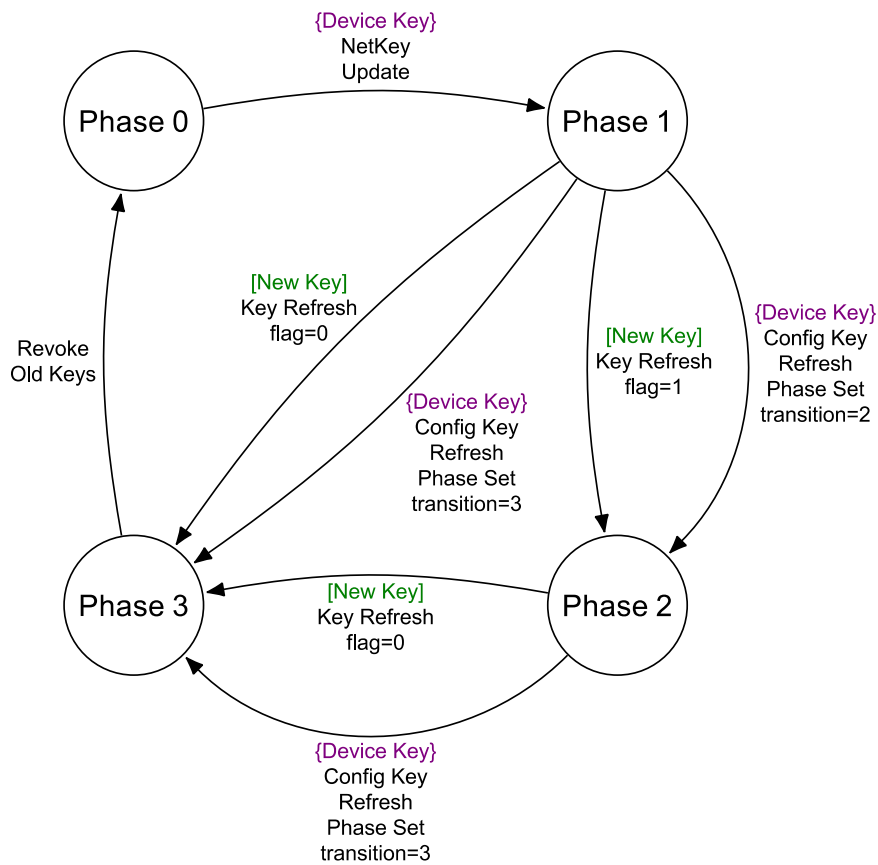 {Device Key}
NetKey
Update
Phase 0
Phase 1
[New Key]
Key Refresh
flag=0
{Device Key}
Config Key
Refresh
Phase Set
transition=2
[New Key]
Key Refresh
flag=1
Revoke
Old Keys
{Device Key}
Config Key
Refresh
Phase Set
transition=3
Phase 3
[New Key]
Key Refresh
flag=0
Phase 2
{Device Key}
Config Key
Refresh
Phase Set
transition=3